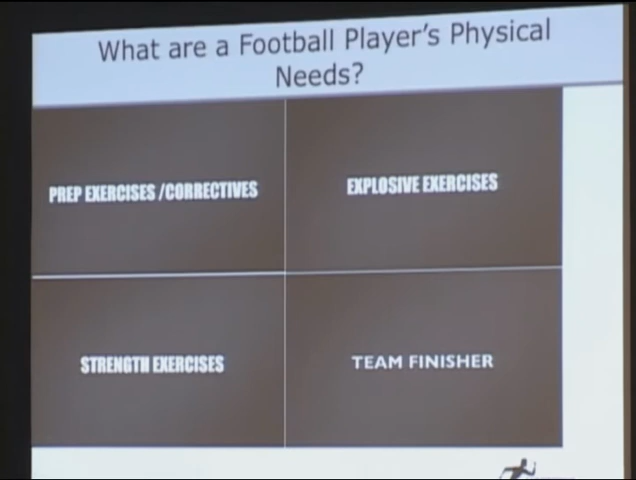 What are a Football Player's Physical
Needs?
PREP EXERCISES /CORRECTIVES
EXPLOSIVE EXERCISES
STRENGTH EXERCISES
TEAM FINISHER